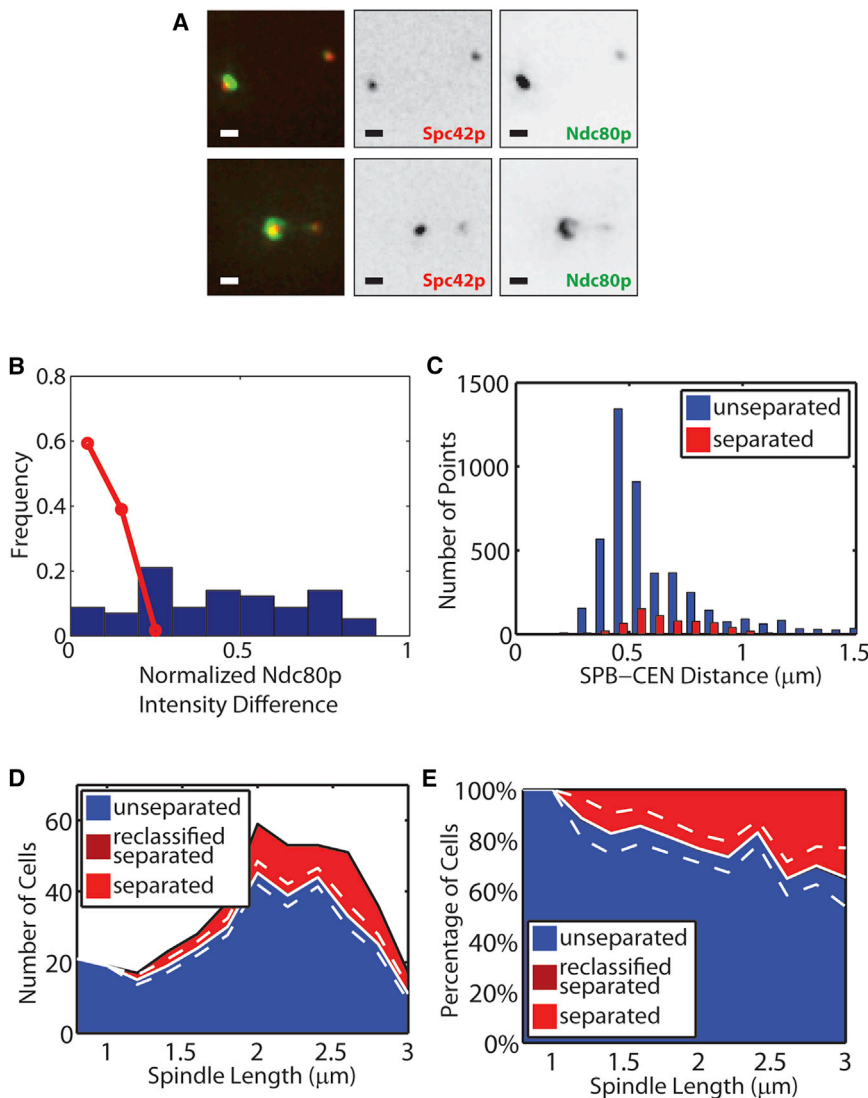 A
Spc42p
Ndc80p
Spc42p
Ndc80p
B
0.8
0.6
0.4
0.2
0
Frequency
0
0.5
1
Normalized Ndc80p
Intensity Difference
C
1500
1000
500
0
Number of Points
unseparated
separated
0
0.5
1
1.5
SPB–CEN Distance (μm)
D
60
40
20
0
Number of Cells
unseparated
reclassified
separated
separated
1
1.5
2
2.5
3
Spindle Length (μm)
E
100%
80%
60%
40%
20%
0%
Percentage of Cells
unseparated
reclassified
separated
separated
1
1.5
2
2.5
3
Spindle Length (μm)